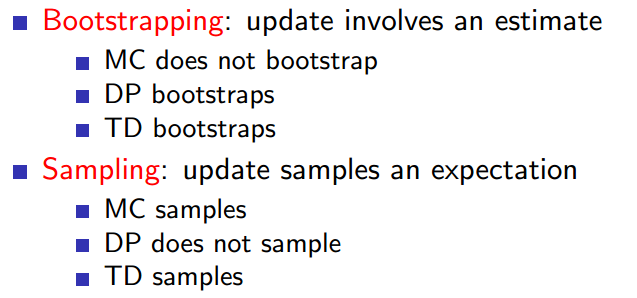 Bootstrapping: update involves an estimate
MC does not bootstrap
DP bootstraps
TD bootstraps
Sampling: update samples an expectation
MC samples
DP does not sample
TD samples